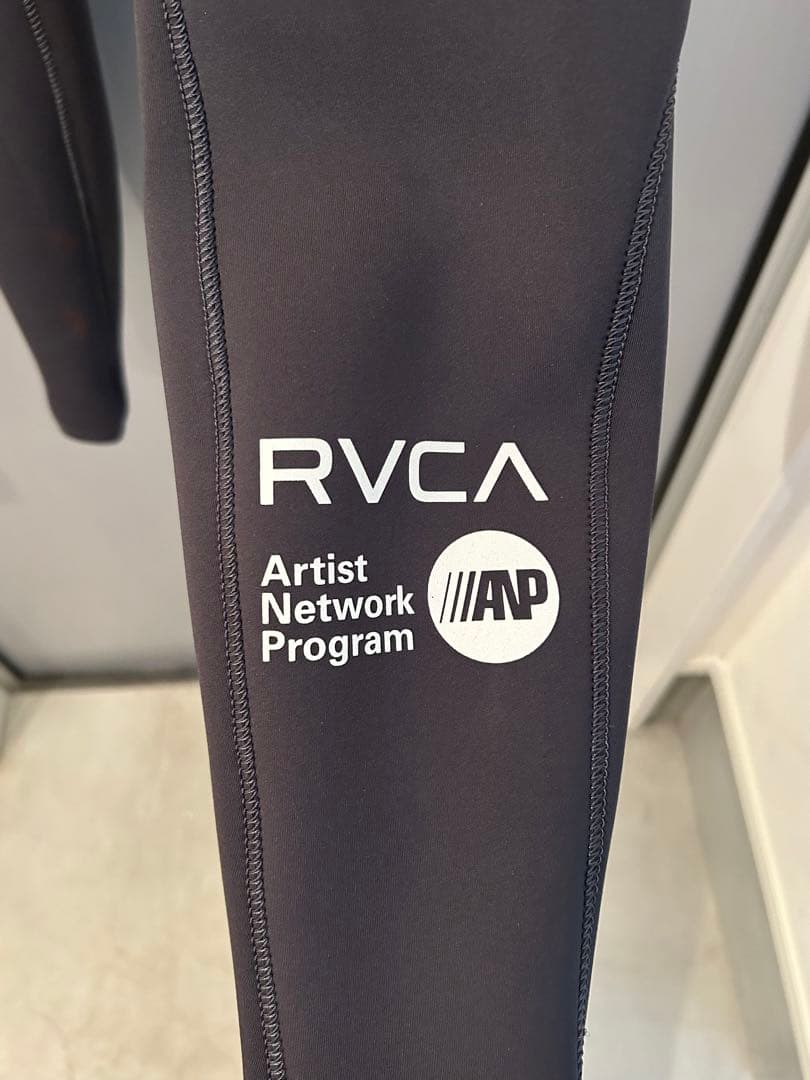 RVCA
Artist
Network
Program
ANP